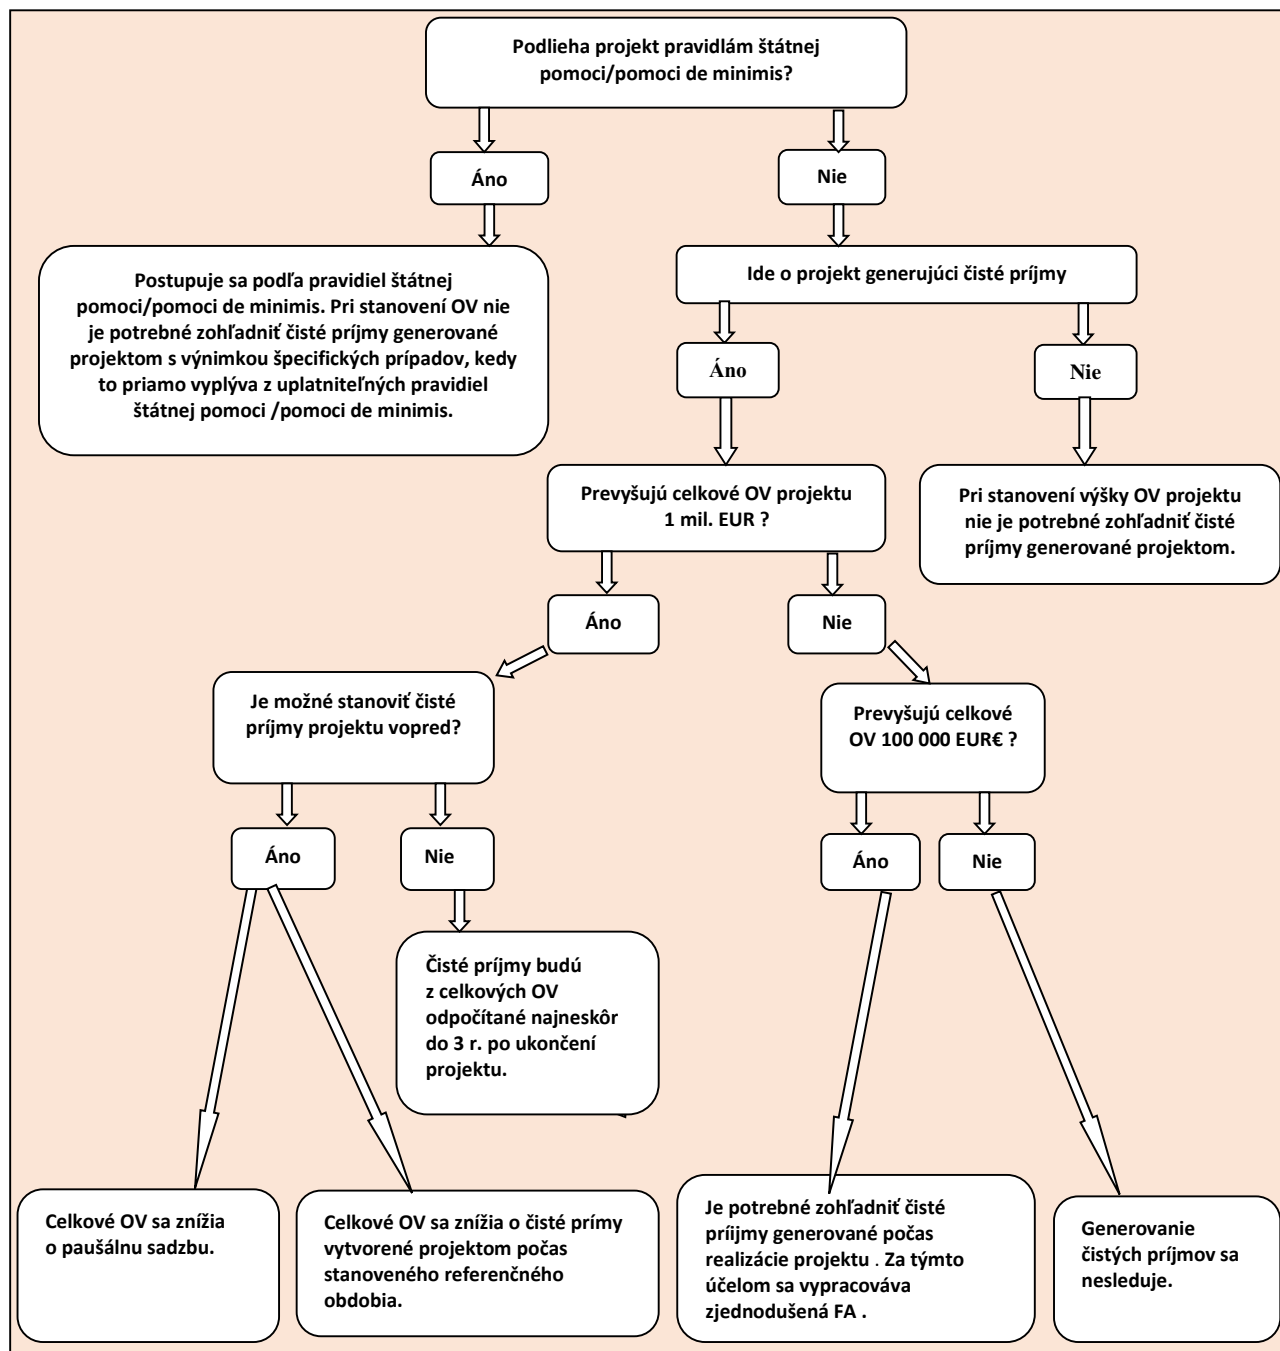 Podlieha projekt pravidlám štátnej
pomoci/pomoci de minimis?
Áno
Nie
Postupuje sa podľa pravidiel štátnej
pomoci/pomoci de minimis. Pri stanovení OV nie
je potrebné zohľadniť čisté príjmy generované
projektom s výnimkou špecifických prípadov, kedy
to priamo vyplýva z uplatniteľných pravidiel
štátnej pomoci /pomoci de minimis.
Ide o projekt generujúci čisté príjmy
Áno
Nie
Prevyšujú celkové OV projektu
1 mil. EUR ?
Pri stanovení výšky OV projektu
nie je potrebné zohľadniť čisté
príjmy generované projektom.
Áno
Nie
Je možné stanoviť čisté
príjmy projektu vopred?
Prevyšujú celkové
OV 100 000 EUR€ ?
Áno
Nie
Áno
Nie
Čisté príjmy budú
z celkových OV
odpočítané najneskôr
do 3 r. po ukončení
projektu.
Celkové OV sa znížia
o paušálnu sadzbu.
Celkové OV sa znížia o čisté prímy
vytvorené projektom počas
stanoveného referenčného
obdobia.
Je potrebné zohľadniť čisté
príijmy generované počas
realizácie projektu . Za týmto
účelom sa vypracováva
zjednodušená FA .
Generovanie
čistých príjmov sa
nesleduje.